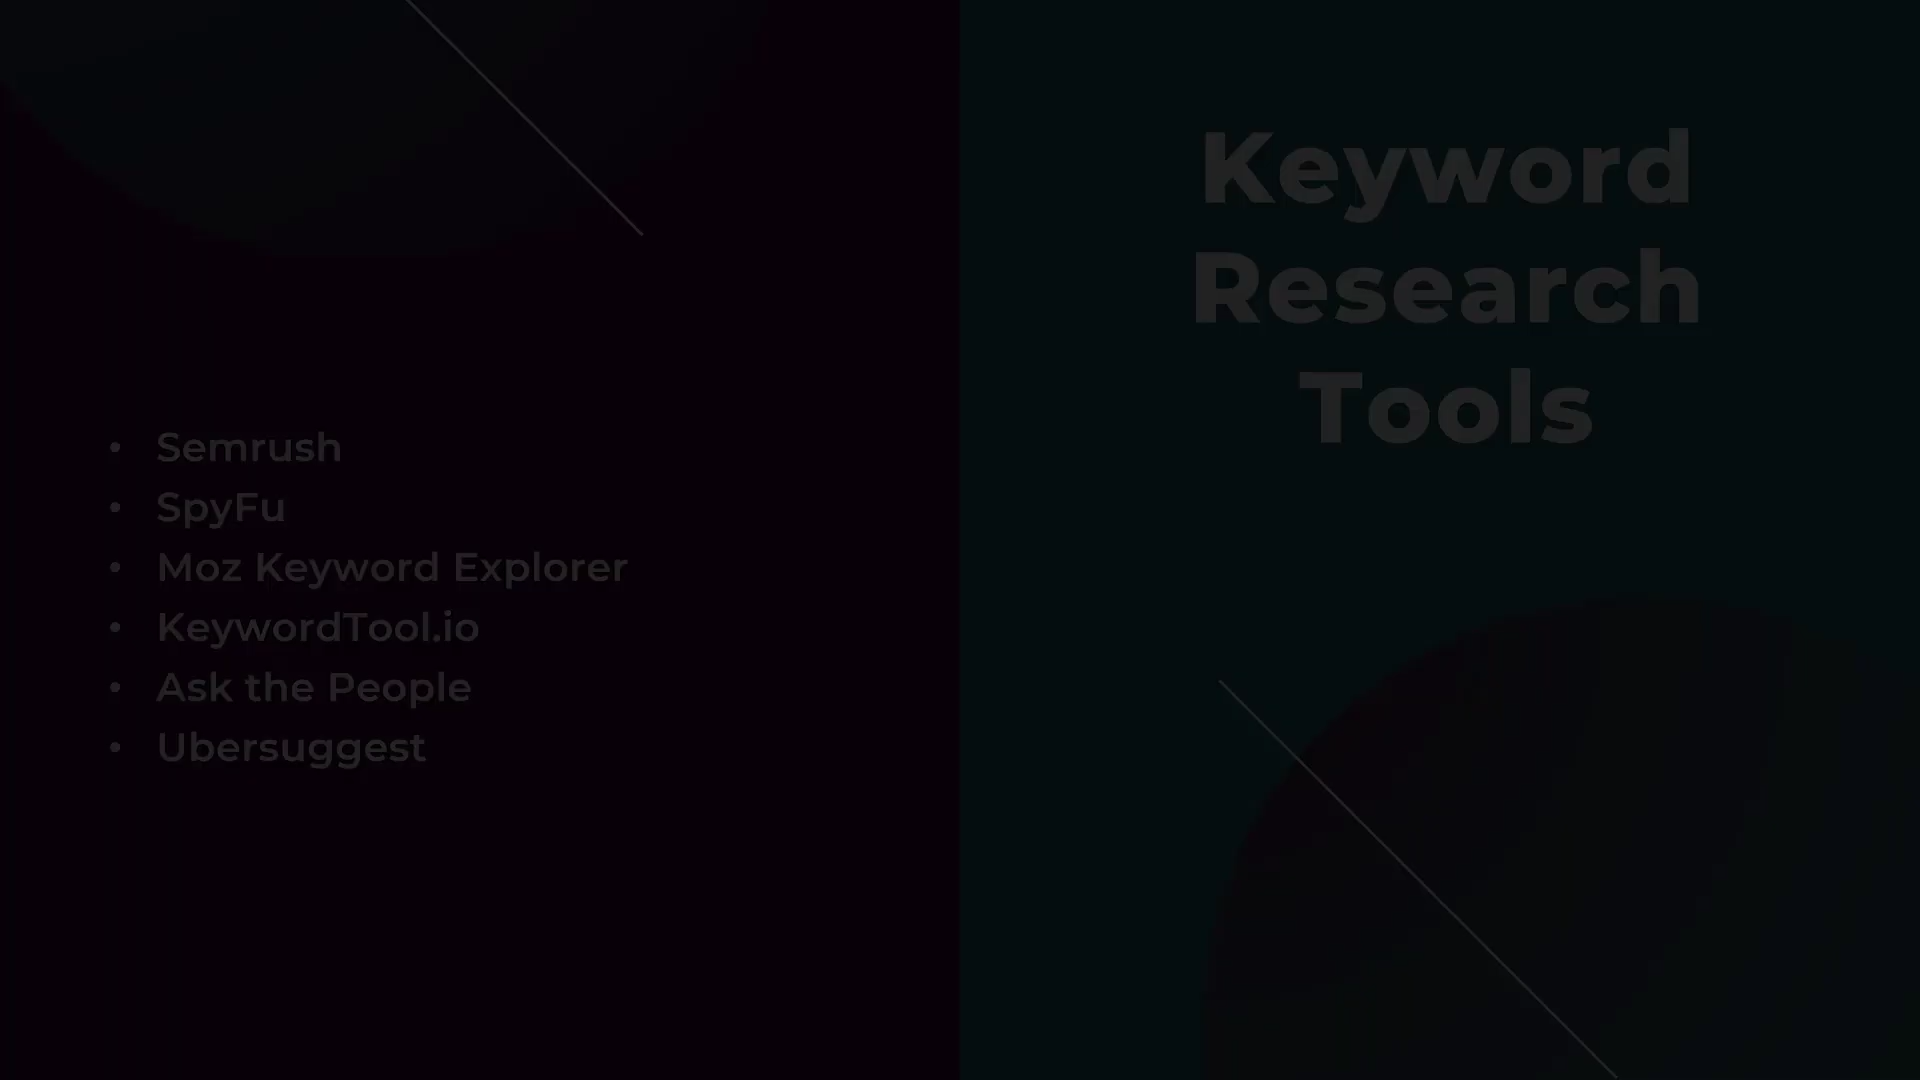 Keyword
Research
Tools
• Semrush
• SpyFu
• Moz Keyword Explorer
• KeywordTool.io
• Ask the People
• Ubersuggest